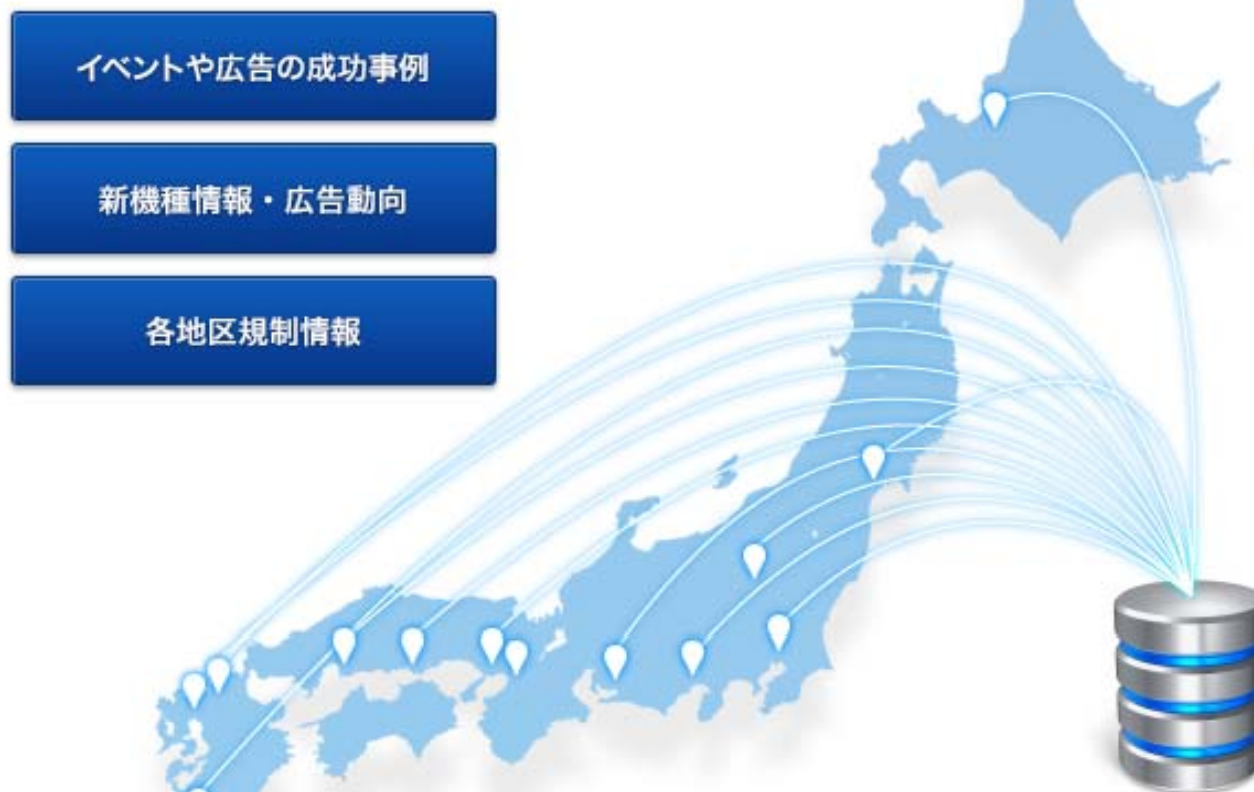 イベントや広告の成功事例
新機種情報・広告動向
各地区規制情報